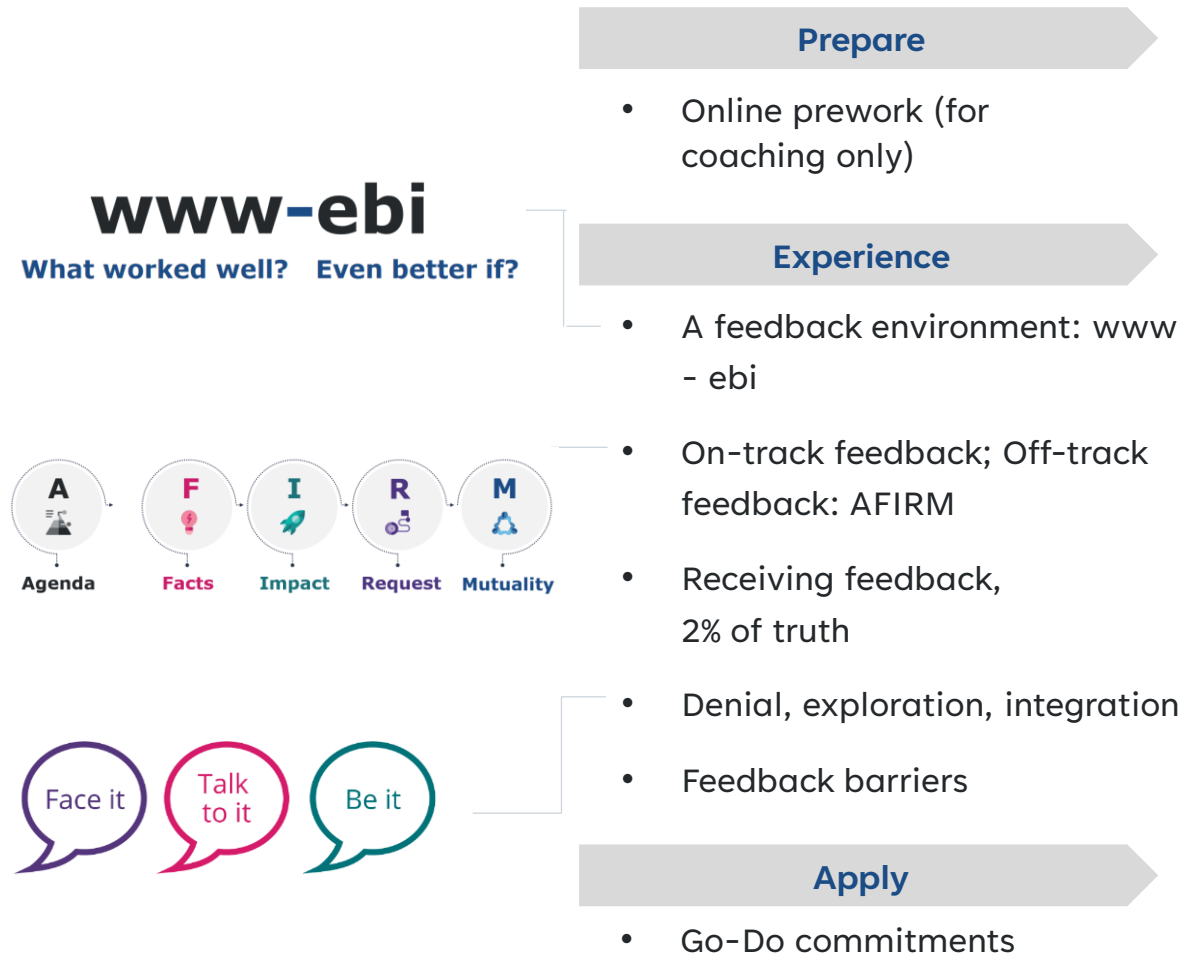 www-ebi
What worked well? Even better if?
A F I R M
Agenda Facts Impact Request Mutuality
Face it
Talk
to it
Be it
Prepare
• Online prework (for
coaching only)
Experience
• A feedback environment: www
- ebi
• On-track feedback; Off-track
feedback: AFIRM
• Receiving feedback,
2% of truth
• Denial, exploration, integration
• Feedback barriers
Apply
• Go-Do commitments